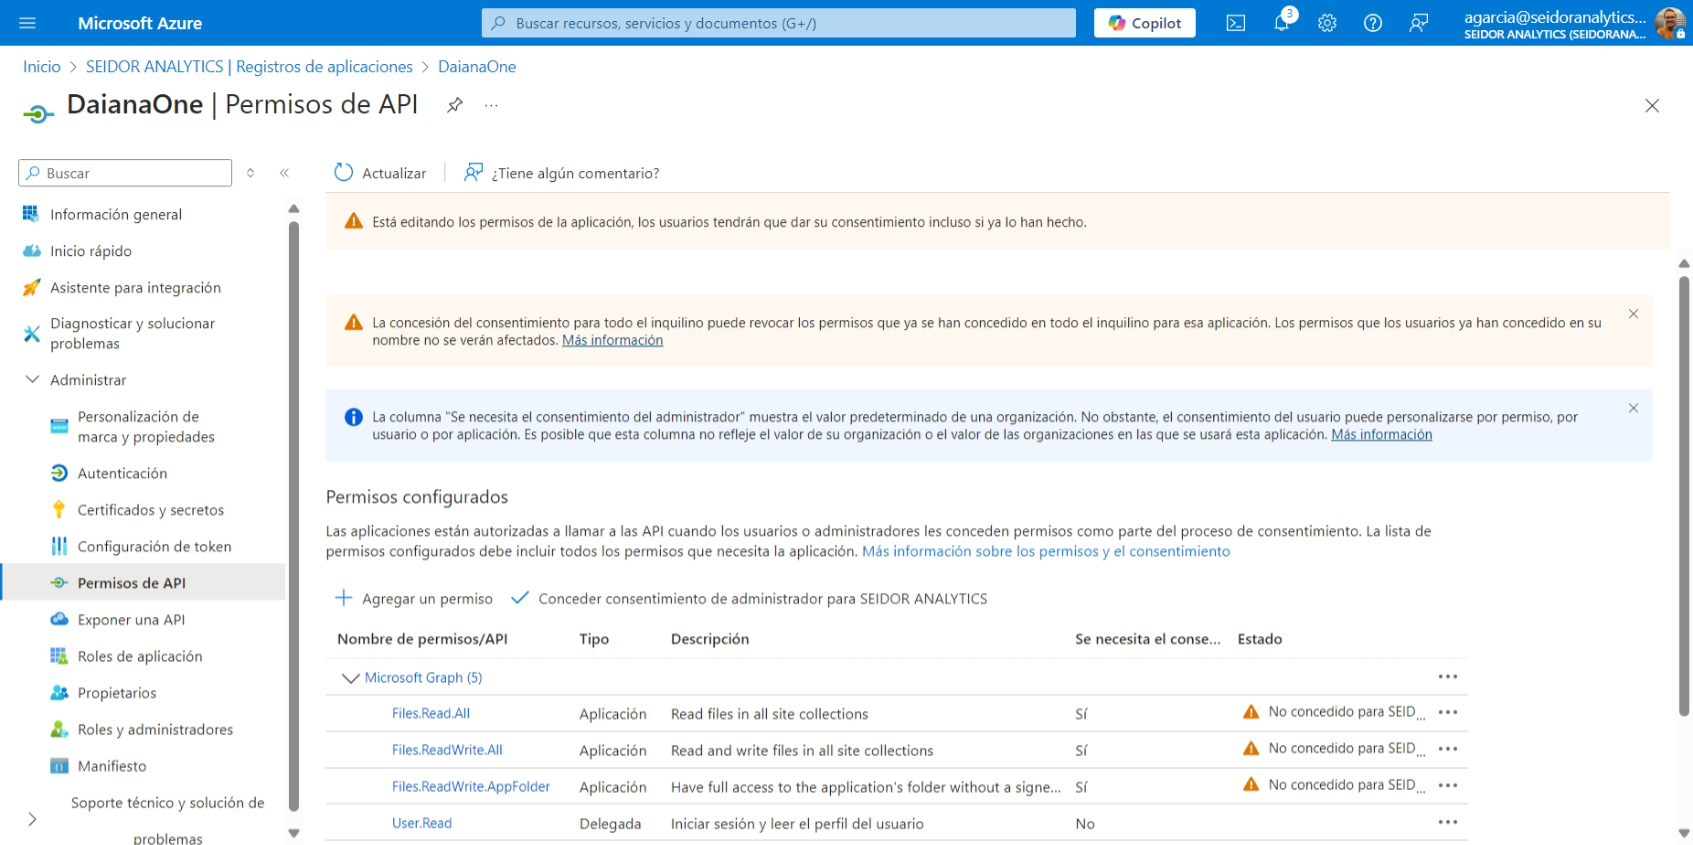 Microsoft Azure
Buscar recursos, servicios y documentos (G+/)
Copilot
3
agarcia@seidoranalytics...
SEIDOR ANALYTICS (SEIDORANA...
Inicio > SEIDOR ANALYTICS | Registros de aplicaciones > DaianaOne
DaianaOne | Permisos de API
Buscar
Actualizar
¿Tiene algún comentario?
Información general
Inicio rápido
Asistente para integración
Diagnosticar y solucionar
problemas
Administrar
Personalización de
marca y propiedades
Autenticación
Certificados y secretos
Configuración de token
Permisos de API
Exponer una API
Roles de aplicación
Propietarios
Roles y administradores
Manifiesto
Soporte técnico y solución de
problemas
Está editando los permisos de la aplicación, los usuarios tendrán que dar su consentimiento incluso si ya lo han hecho.
La concesión del consentimiento para todo el inquilino puede revocar los permisos que ya se han concedido en todo el inquilino para esa aplicación. Los permisos que los usuarios ya han concedido en su
nombre no se verán afectados. Más información
La columna "Se necesita el consentimiento del administrador" muestra el valor predeterminado de una organización. No obstante, el consentimiento del usuario puede personalizarse por permiso, por
usuario o por aplicación. Es posible que esta columna no refleje el valor de su organización o el valor de las organizaciones en las que se usará esta aplicación. Más información
Permisos configurados
Las aplicaciones están autorizadas a llamar a las API cuando los usuarios o administradores les conceden permisos como parte del proceso de consentimiento. La lista de
permisos configurados debe incluir todos los permisos que necesita la aplicación. Más información sobre los permisos y el consentimiento
Agregar un permiso
Conceder consentimiento de administrador para SEIDOR ANALYTICS
Nombre de permisos/API Tipo Descripción Se necesita el conse... Estado
Microsoft Graph (5)
Files.Read.All Aplicación Read files in all site collections Sí No concedido para SEID...
Files.ReadWrite.All Aplicación Read and write files in all site collections Sí No concedido para SEID...
Files.ReadWrite.AppFolder Aplicación Have full access to the application's folder without a signe... Sí No concedido para SEID...
User.Read Delegada Iniciar sesión y leer el perfil del usuario No